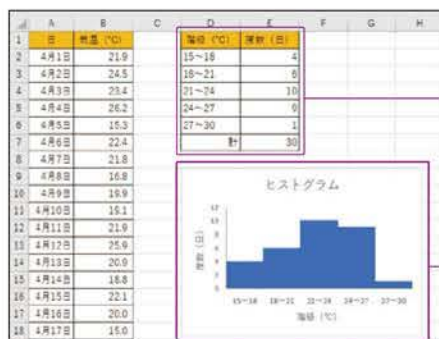 A B C D E F G H
1 日 気温（℃） 階級（℃） 度数（日）
2 4月1日 21.9 15～18 4
3 4月2日 24.5 18～21 6
4 4月3日 23.4 21～24 10
5 4月4日 26.2 24～27 9
6 4月5日 15.3 27～30 1
7 4月6日 22.4 計 30
8 4月7日 21.8
9 4月8日 16.8
10 4月9日 19.9
11 4月10日 19.1
12 4月11日 21.9
13 4月12日 25.9
14 4月13日 20.9
15 4月14日 18.8
16 4月15日 22.1
17 4月16日 20.0
18 4月17日 15.0
ヒストグラム
度数（日）
12
10
8
6
4
2
0
15～18 18～21 21～24 24～27 27～30
階級（℃）